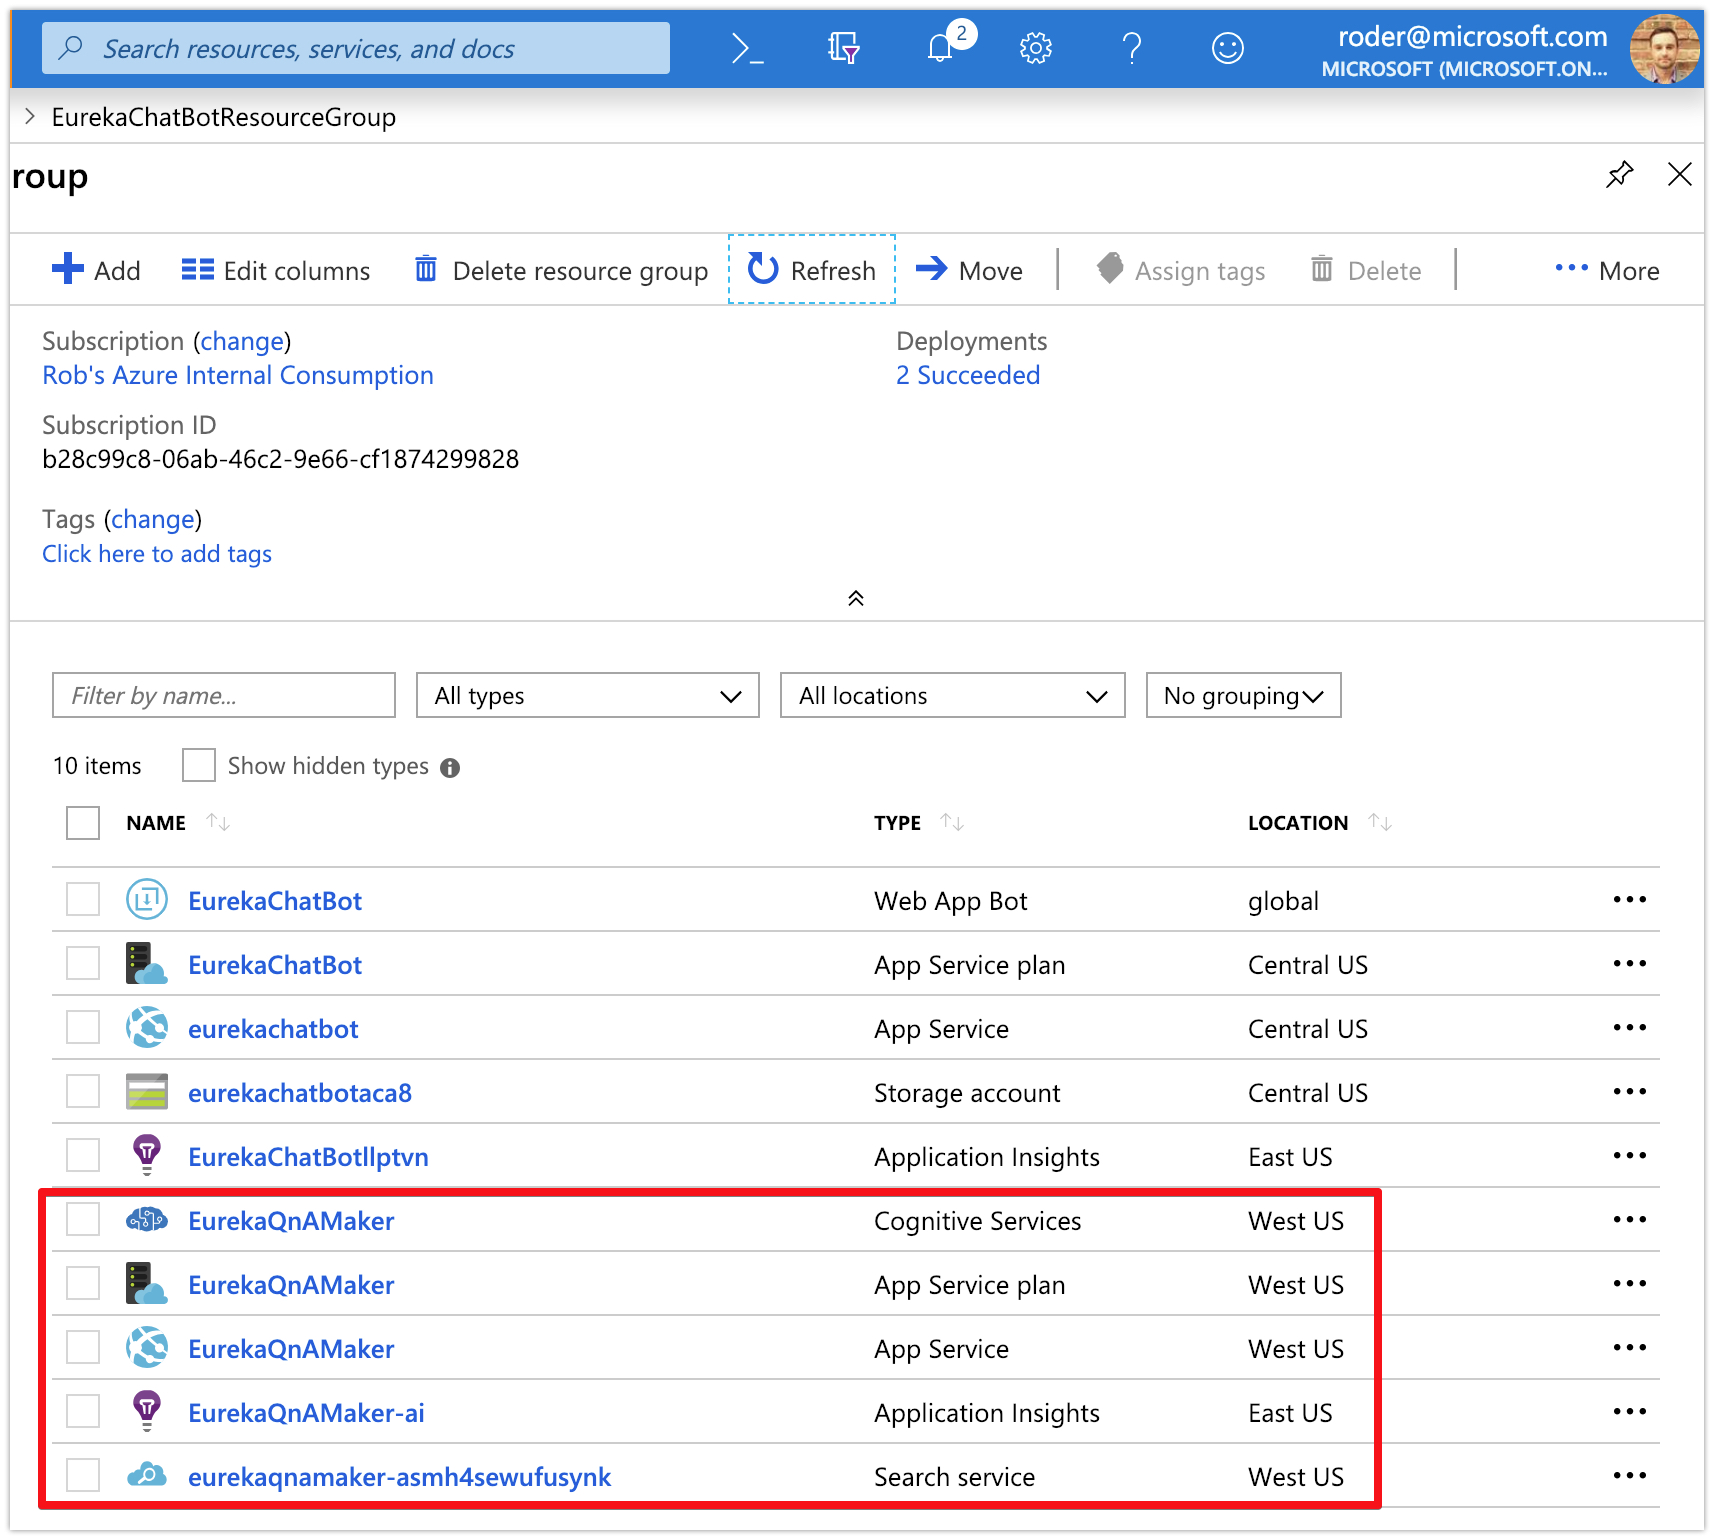 Search resources, services, and docs
2
roder@microsoft.com
MICROSOFT (MICROSOFT.ON...
EurekaChatBotResourceGroup
roup
Add Edit columns Delete resource group Refresh Move Assign tags Delete ... More
Subscription (change)
Rob's Azure Internal Consumption
Deployments
2 Succeeded
Subscription ID
b28c99c8-06ab-46c2-9e66-cf1874299828
Tags (change)
Click here to add tags
Filter by name... All types All locations No grouping
10 items Show hidden types
NAME TYPE LOCATION
EurekaChatBot Web App Bot global ...
EurekaChatBot App Service plan Central US ...
eurekachatbot App Service Central US ...
eurekachatbotaca8 Storage account Central US ...
EurekaChatBotllptvn Application Insights East US ...
EurekaQnAMaker Cognitive Services West US ...
EurekaQnAMaker App Service plan West US ...
EurekaQnAMaker App Service West US ...
EurekaQnAMaker-ai Application Insights East US ...
eurekaqnamaker-asmh4sewufusynk Search service West US ...